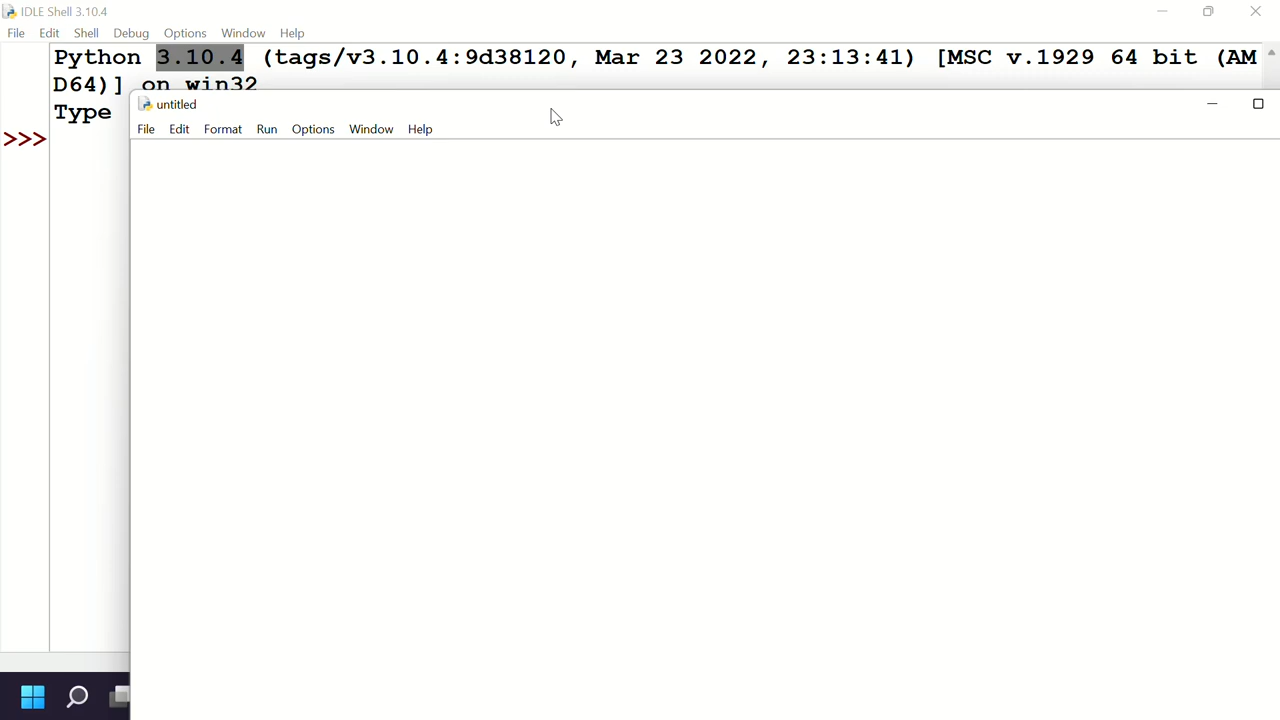 IDLE Shell 3.10.4
File Edit Shell Debug Options Window Help
Python 3.10.4 (tags/v3.10.4:9d38120, Mar 23 2022, 23:13:41) [MSC v.1929 64 bit (AM
D64)] on win32
Type
>>>
untitled
File Edit Format Run Options Window Help